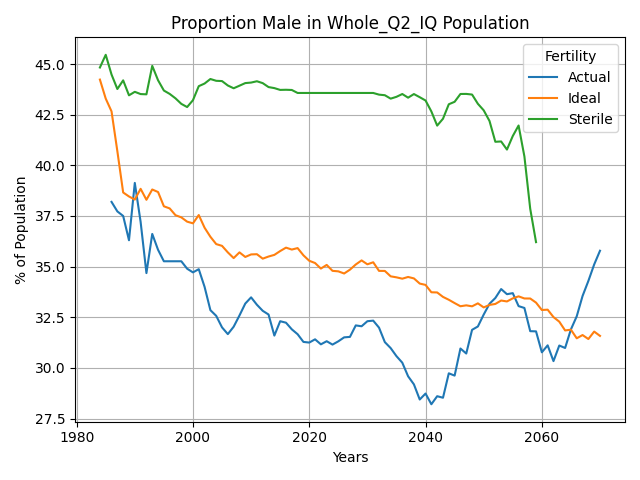 Proportion Male in Whole_Q2_IQ Population
Fertility
Actual
Ideal
Sterile
% of Population
45.0
42.5
40.0
37.5
35.0
32.5
30.0
27.5
1980
2000
2020
2040
2060
Years